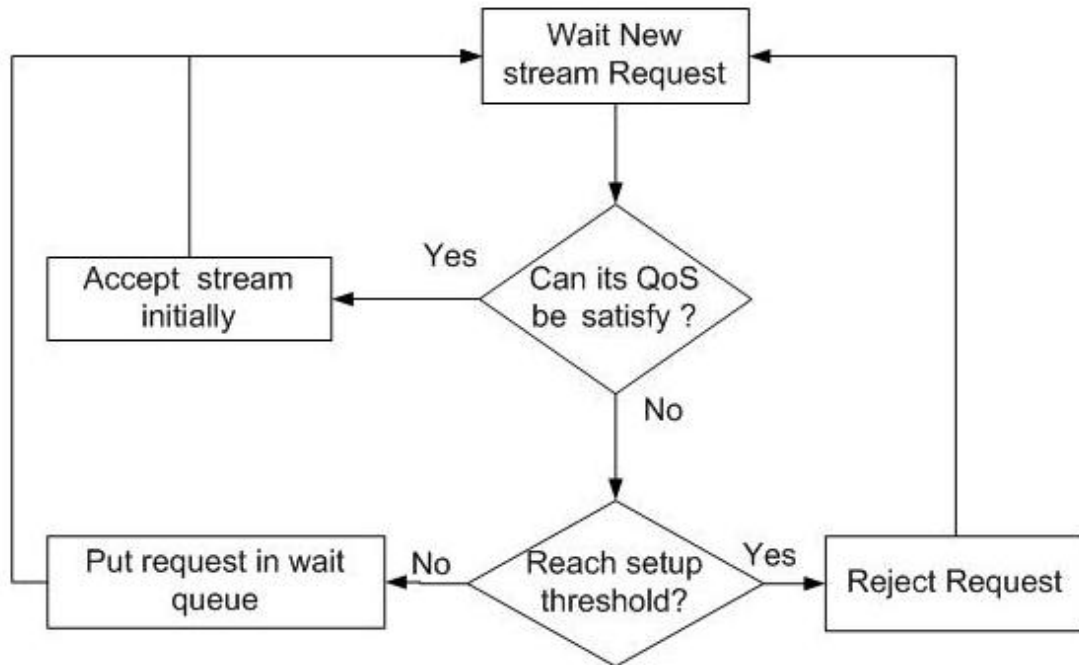 Wait New
stream Request
Yes
Accept stream
initially
Can its QoS
be satisfy ?
No
Put request in wait
queue
No
Reach setup
threshold?
Yes
Reject Request